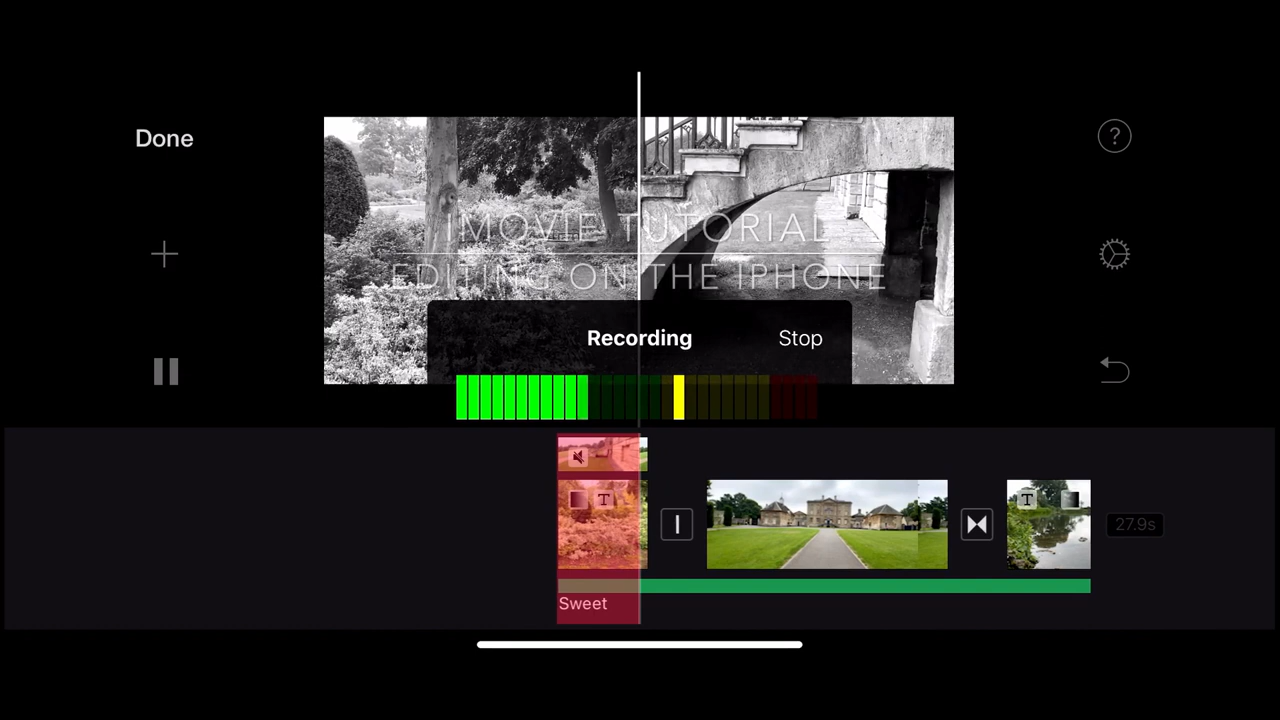 Done
?
IMOVIE TUTORIAL
EDITING ON THE IPHONE
Recording
Stop
T
T
27.9s
Sweet